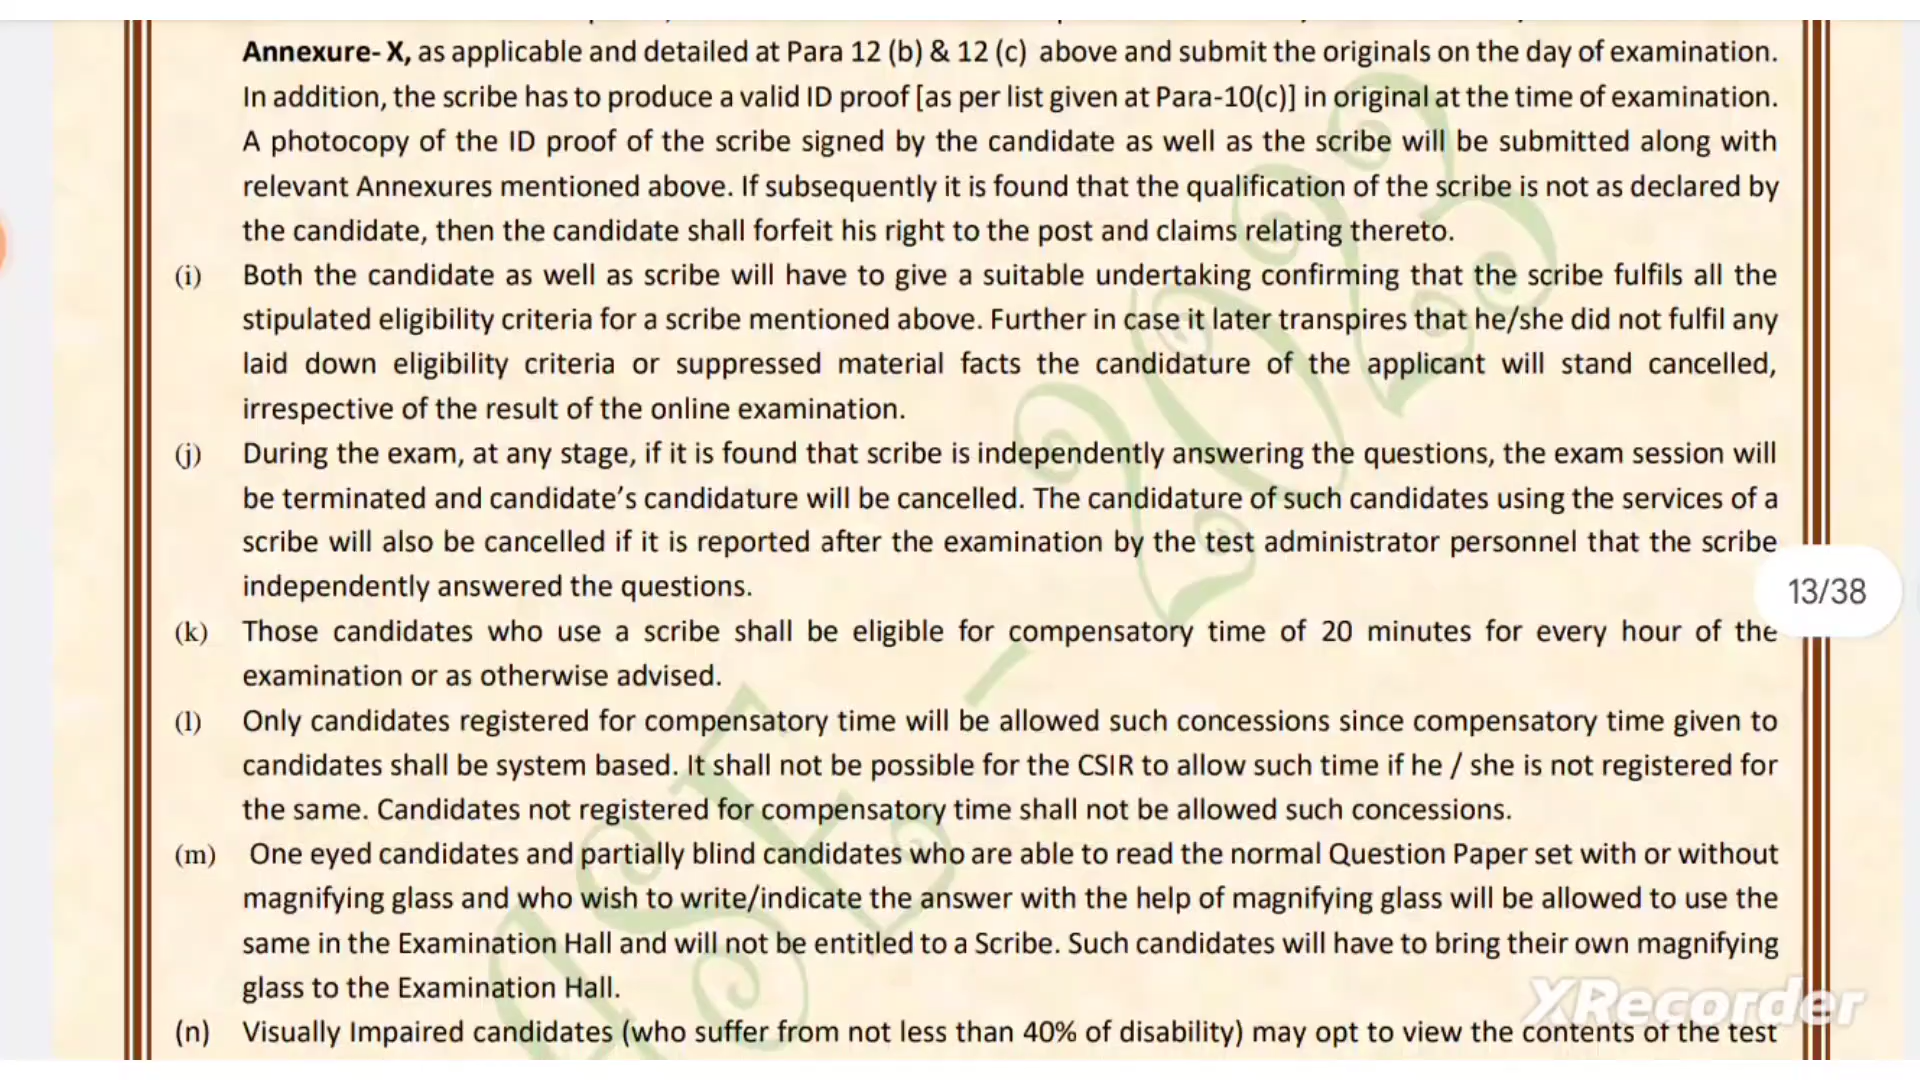 Annexure- X, as applicable and detailed at Para 12 (b) & 12 (c) above and submit the originals on the day of examination.
In addition, the scribe has to produce a valid ID proof [as per list given at Para-10(c)] in original at the time of examination.
A photocopy of the ID proof of the scribe signed by the candidate as well as the scribe will be submitted along with
relevant Annexures mentioned above. If subsequently it is found that the qualification of the scribe is not as declared by
the candidate, then the candidate shall forfeit his right to the post and claims relating thereto.
(i) Both the candidate as well as scribe will have to give a suitable undertaking confirming that the scribe fulfils all the
stipulated eligibility criteria for a scribe mentioned above. Further in case it later transpires that he/she did not fulfil any
laid down eligibility criteria or suppressed material facts the candidature of the applicant will stand cancelled,
irrespective of the result of the online examination.
(j) During the exam, at any stage, if it is found that scribe is independently answering the questions, the exam session will
be terminated and candidate's candidature will be cancelled. The candidature of such candidates using the services of a
scribe will also be cancelled if it is reported after the examination by the test administrator personnel that the scribe
independently answered the questions.
13/38
(k) Those candidates who use a scribe shall be eligible for compensatory time of 20 minutes for every hour of the
examination or as otherwise advised.
(l) Only candidates registered for compensatory time will be allowed such concessions since compensatory time given to
candidates shall be system based. It shall not be possible for the CSIR to allow such time if he / she is not registered for
the same. Candidates not registered for compensatory time shall not be allowed such concessions.
(m) One eyed candidates and partially blind candidates who are able to read the normal Question Paper set with or without
magnifying glass and who wish to write/indicate the answer with the help of magnifying glass will be allowed to use the
same in the Examination Hall and will not be entitled to a Scribe. Such candidates will have to bring their own magnifying
glass to the Examination Hall.
(n) Visually Impaired candidates (who suffer from not less than 40% of disability) may opt to view the contents of the test
XRecorder